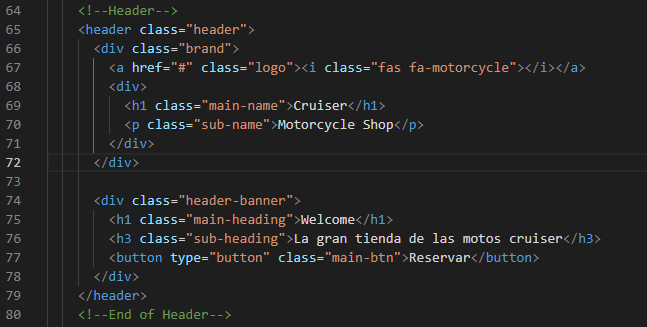 64 <!--Header-->
65 <header class="header">
66 <div class="brand">
67 <a href="#" class="logo"><i class="fas fa-motorcycle"></i></a>
68 <div>
69 <h1 class="main-name">Cruiser</h1>
70 <p class="sub-name">Motorcycle Shop</p>
71 </div>
72 </div>
73
74 <div class="header-banner">
75 <h1 class="main-heading">Welcome</h1>
76 <h3 class="sub-heading">La gran tienda de las motos cruiser</h3>
77 <button type="button" class="main-btn">Reservar</button>
78 </div>
79 </header>
80 <!--End of Header-->